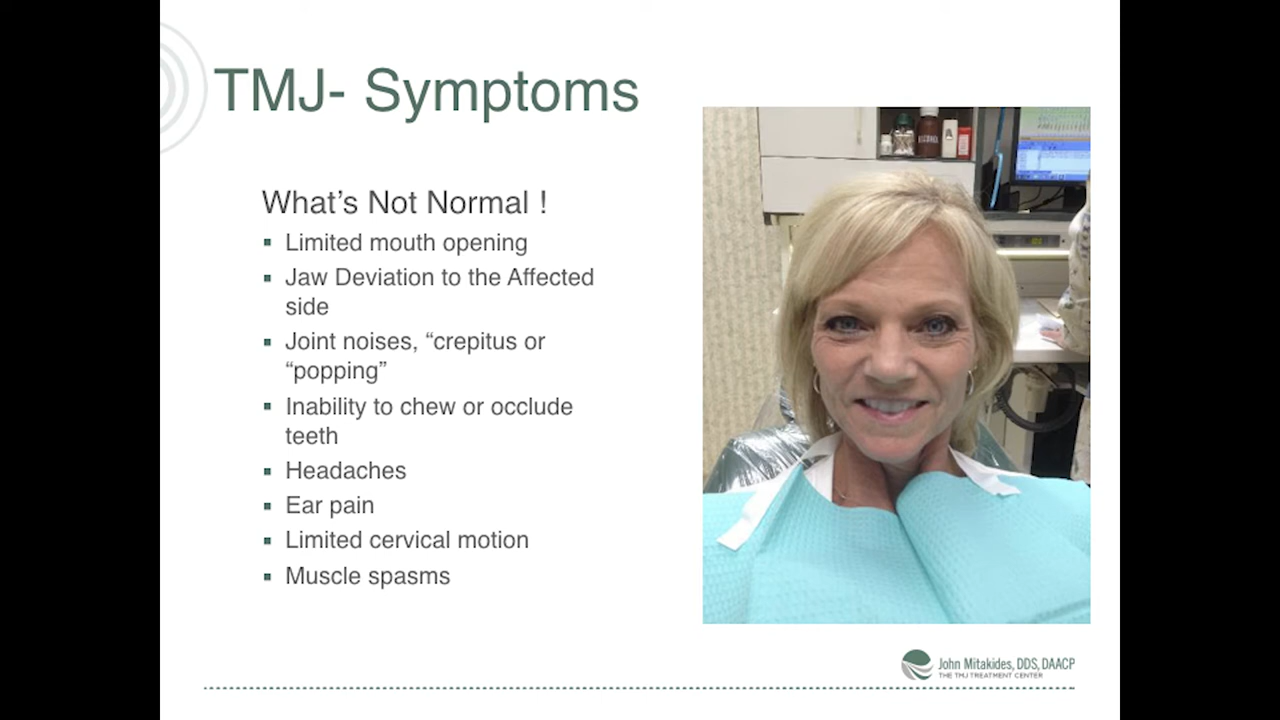 TMJ- Symptoms
What's Not Normal !
Limited mouth opening
Jaw Deviation to the Affected
side
Joint noises, “crepitus or
“popping”
Inability to chew or occlude
teeth
Headaches
Ear pain
Limited cervical motion
Muscle spasms
John Mitakides, DDS, DAACP
THE TMJ TREATMENT CENTER